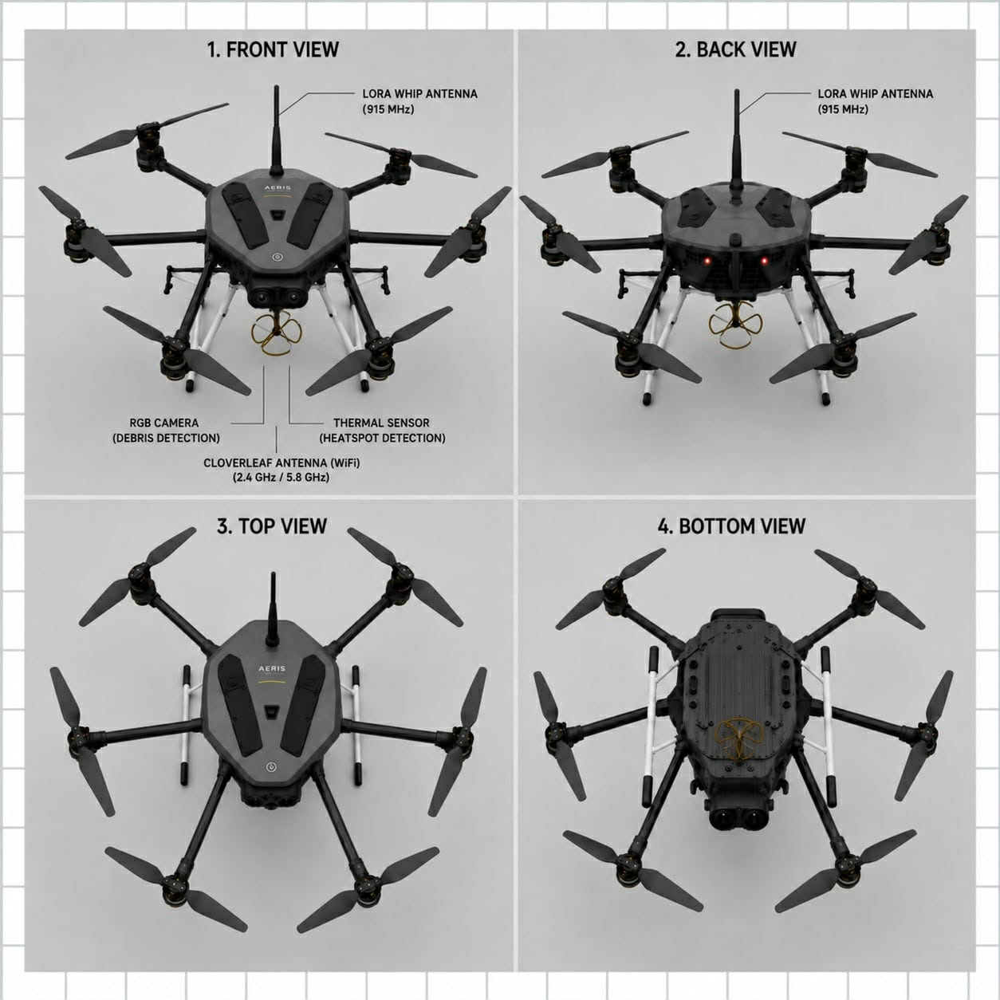 1. FRONT VIEW
LORA WHIP ANTENNA
(915 MHz)
AERIS
RGB CAMERA
(DEBRIS DETECTION)
THERMAL SENSOR
(HEATSPOT DETECTION)
CLOVERLEAF ANTENNA (WiFi)
(2.4 GHz / 5.8 GHz)
2. BACK VIEW
LORA WHIP ANTENNA
(915 MHz)
3. TOP VIEW
AERIS
4. BOTTOM VIEW